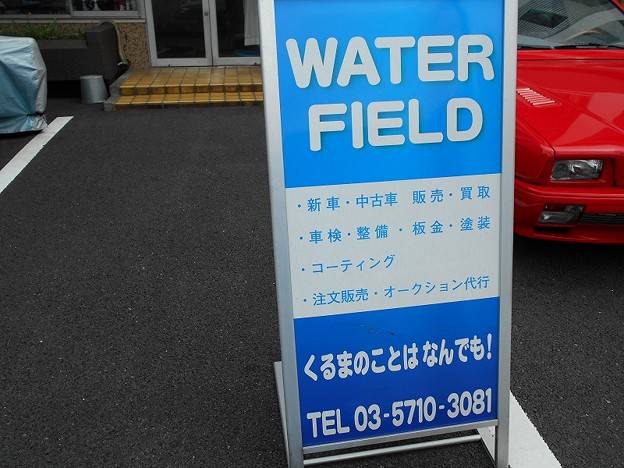 WATER
FIELD
・新車・中古車 販売・買取
・車検・整備・板金・塗装
・コーティング
・注文販売・オークション代行
くるまのことはなんでも!
TEL 03-5710-3081